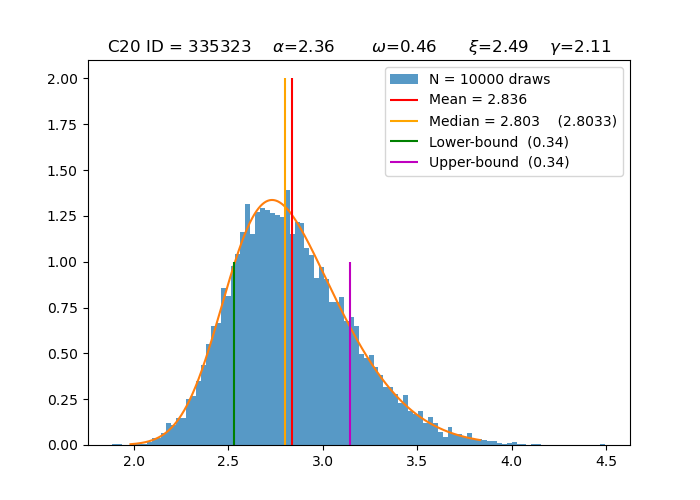 C20 ID = 335323 α=2.36 ω=0.46 ξ=2.49 γ=2.11
N = 10000 draws
Mean = 2.836
Median = 2.803 (2.8033)
Lower-bound (0.34)
Upper-bound (0.34)
2.00
1.75
1.50
1.25
1.00
0.75
0.50
0.25
0.00
2.0 2.5 3.0 3.5 4.0 4.5